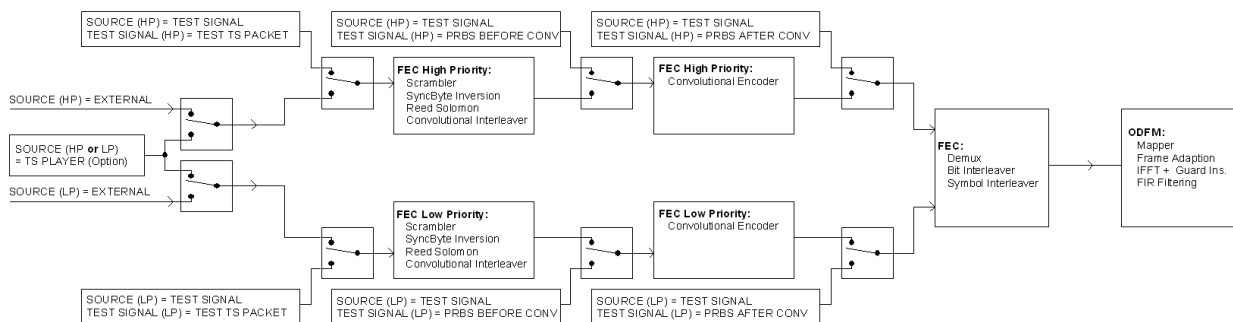 SOURCE (HP) = TEST SIGNAL
TEST SIGNAL (HP) = TEST TS PACKET
SOURCE (HP) = TEST SIGNAL
TEST SIGNAL (HP) = PRBS BEFORE CONV
SOURCE (HP) = TEST SIGNAL
TEST SIGNAL (HP) = PRBS AFTER CONV
FEC High Priority:
Scrambler
SyncByte Inversion
Reed Solomon
Convolutional Interleaver
FEC High Priority:
Convolutional Encoder
SOURCE (HP) = EXTERNAL
SOURCE (HP or LP)
= TS PLAYER (Option)
SOURCE (LP) = EXTERNAL
FEC:
Demux
Bit Interleaver
Symbol Interleaver
ODFM:
Mapper
Frame Adaption
IFFT + Guard Ins.
FIR Filtering
FEC Low Priority:
Scrambler
SyncByte Inversion
Reed Solomon
Convolutional Interleaver
FEC Low Priority:
Convolutional Encoder
SOURCE (LP) = TEST SIGNAL
TEST SIGNAL (LP) = TEST TS PACKET
SOURCE (LP) = TEST SIGNAL
TEST SIGNAL (LP) = PRBS BEFORE CONV
SOURCE (LP) = TEST SIGNAL
TEST SIGNAL (LP) = PRBS AFTER CONV